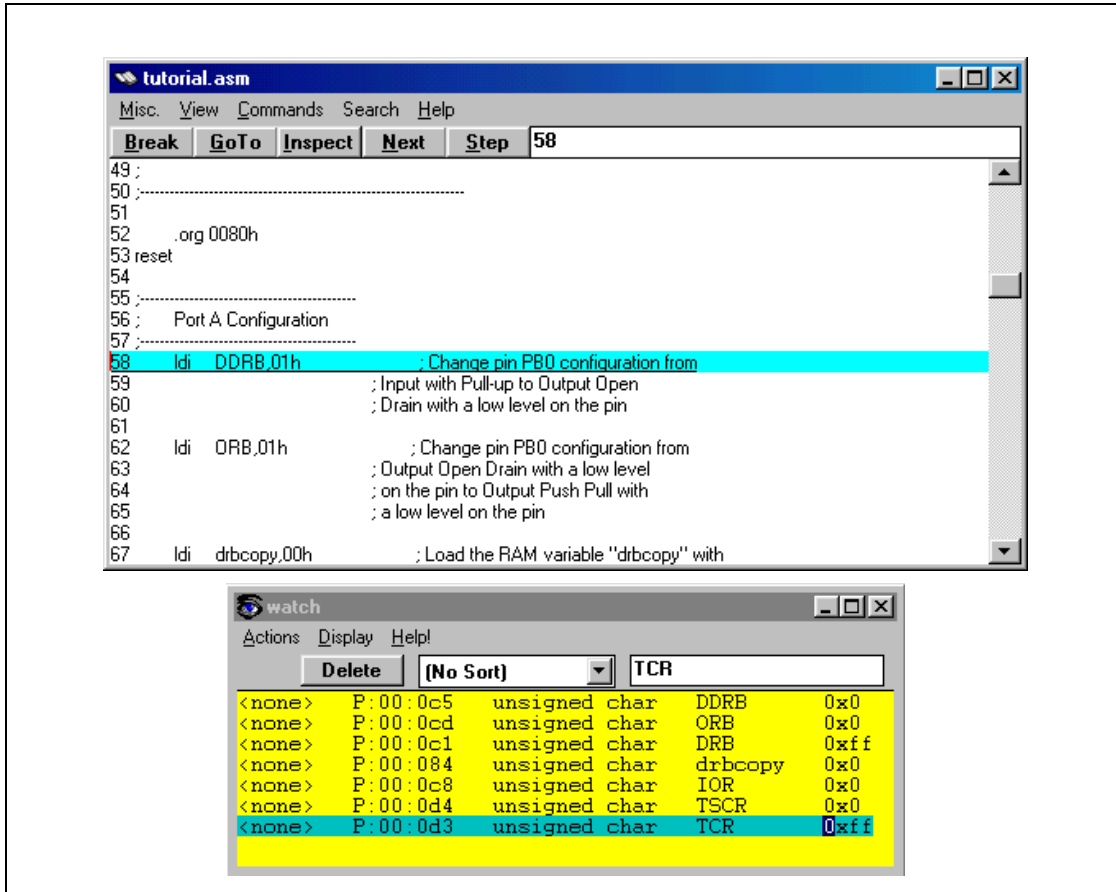 tutorial.asm
Misc. View Commands Search Help
Break GoTo Inspect Next Step 58
49 ;
50 ;-----------------------------------------------------------------
51
52 .org 0080h
53 reset
54
55 ;-------------------------------------------
56 ; Port A Configuration
57 ;-------------------------------------------
58 ldi DDRB,01h ; Change pin PB0 configuration from
59 ; Input with Pull-up to Output Open
60 ; Drain with a low level on the pin
61
62 ldi ORB,01h ; Change pin PB0 configuration from
63 ; Output Open Drain with a low level
64 ; on the pin to Output Push Pull with
65 ; a low level on the pin
66
67 ldi drbcopy,00h ; Load the RAM variable "drbcopy" with
watch
Actions Display Help!
Delete (No Sort) TCR
<none> P:00:0c5 unsigned char DDRB 0x0
<none> P:00:0cd unsigned char ORB 0x0
<none> P:00:0c1 unsigned char DRB 0xff
<none> P:00:084 unsigned char drbcopy 0x0
<none> P:00:0c8 unsigned char IOR 0x0
<none> P:00:0d4 unsigned char TSCR 0x0
<none> P:00:0d3 unsigned char TCR 0xff